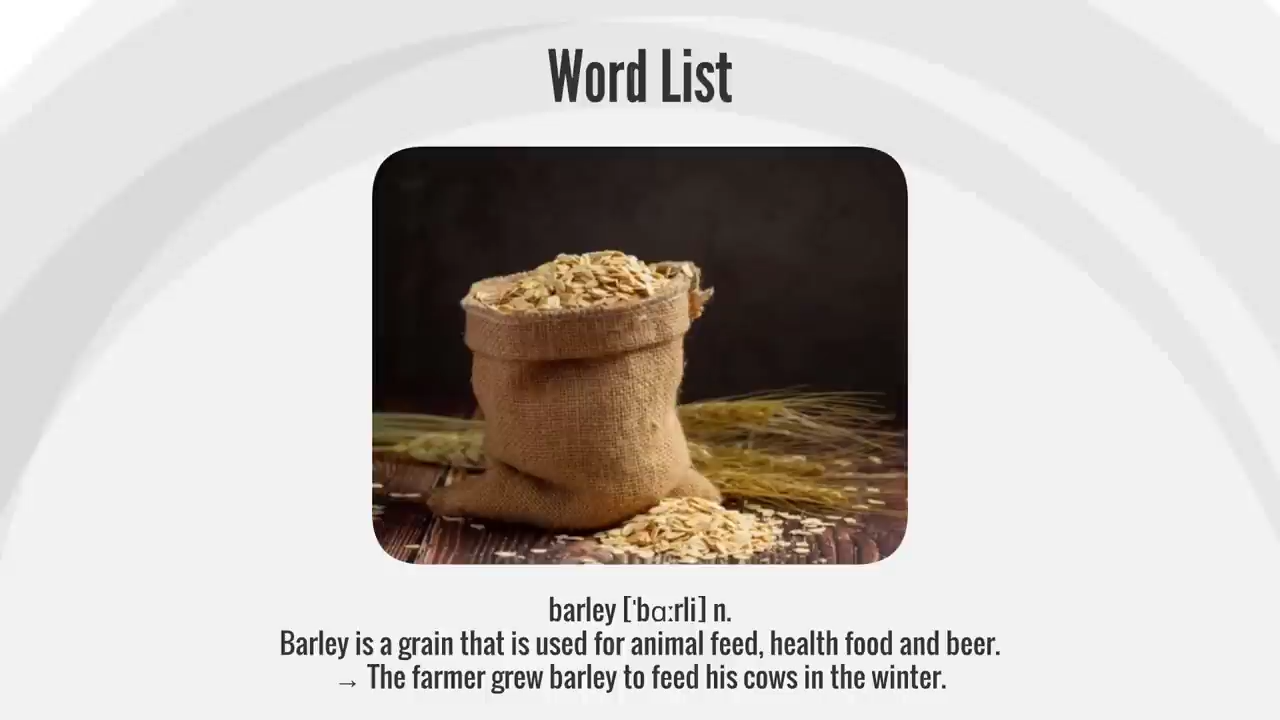 Word List
barley [ˈbɑːrli] n.
Barley is a grain that is used for animal feed, health food and beer.
→ The farmer grew barley to feed his cows in the winter.